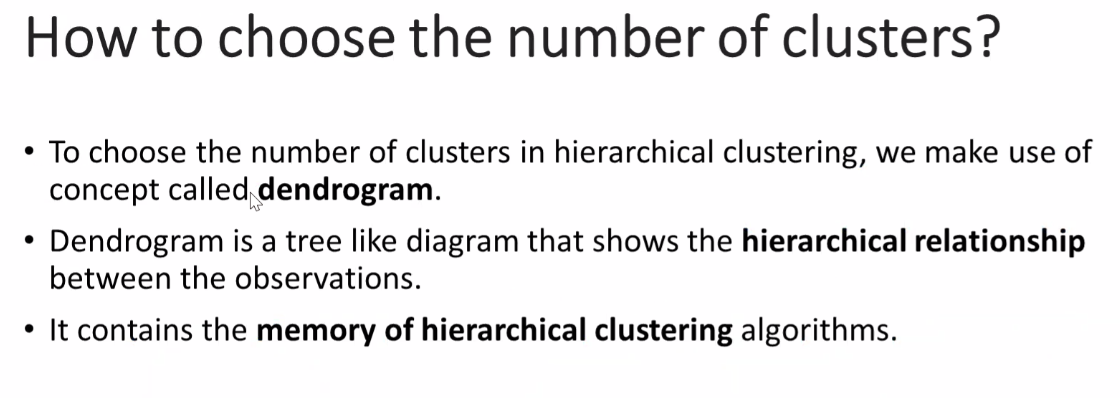 How to choose the number of clusters?
• To choose the number of clusters in hierarchical clustering, we make use of
concept called dendrogram.
• Dendrogram is a tree like diagram that shows the hierarchical relationship
between the observations.
• It contains the memory of hierarchical clustering algorithms.